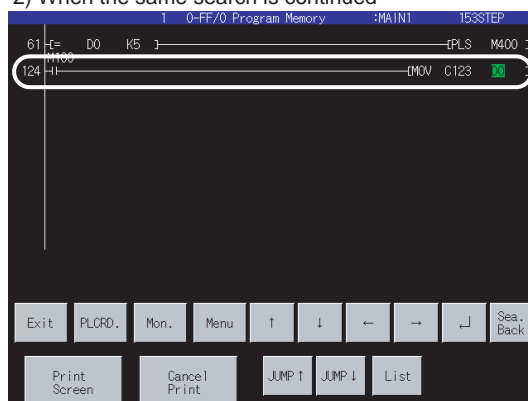 2) When the same search is continued
1 0-FF/0 Program Memory :MAIN1 153STEP
61 [= D0 K5 ] [PLS M400 ]
M100
124 [MOV C123 D0 ]
Exit PLCRD. Mon. Menu ↑ ↓ ← → ↵ Sea. Back
Print Screen Cancel Print JUMP↑ JUMP↓ List